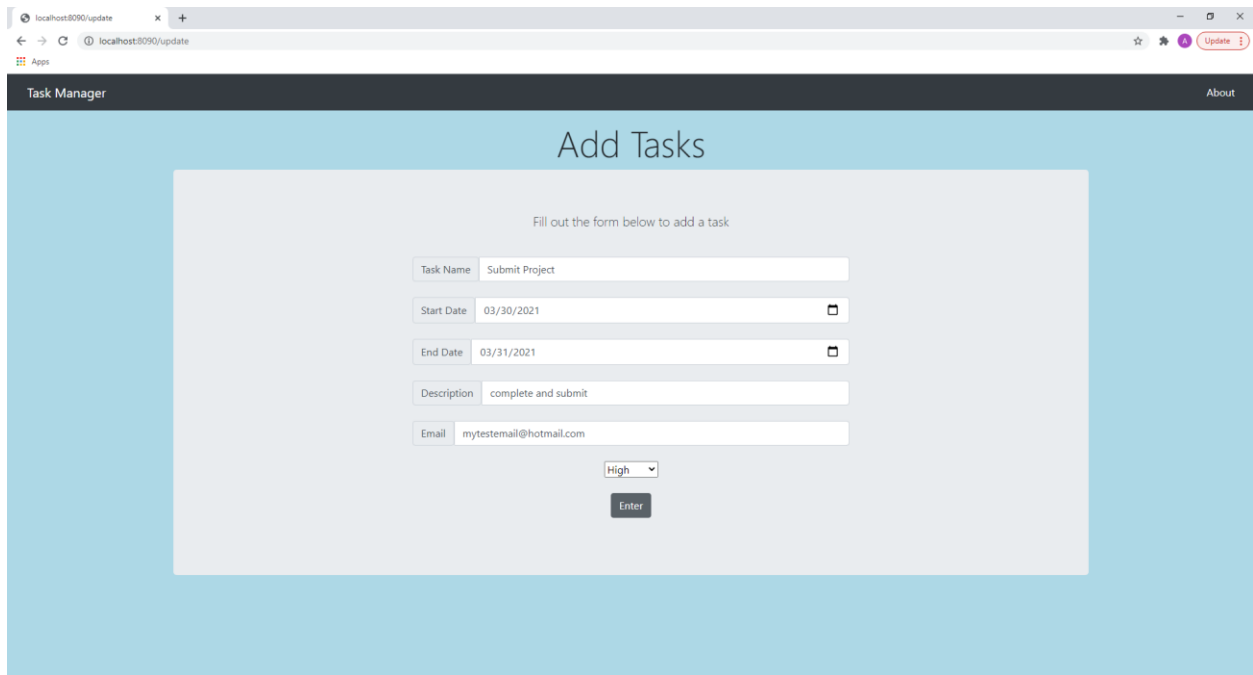 localhost:8090/update
localhost:8090/update
A
Update
Apps
Task Manager
About
Add Tasks
Fill out the form below to add a task
Task Name Submit Project
Start Date 03/30/2021
End Date 03/31/2021
Description complete and submit
Email mytestemail@hotmail.com
High
Enter